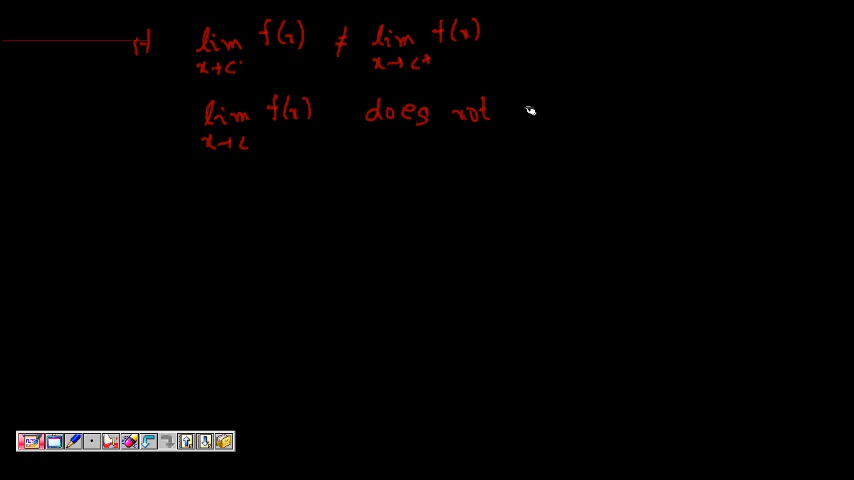 If lim x→c⁻ f(x) ≠ lim x→c⁺ f(x)
lim x→c f(x) does not